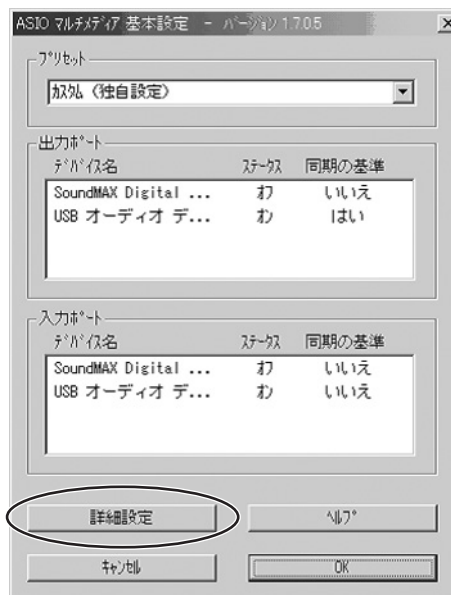 ASIO マルチメディア 基本設定 - バージョン 1.7.0.5
プリセット
カスタム (独自設定)
出力ポート
デバイス名 ステータス 同期の基準
SoundMAX Digital ... オフ いいえ
USB オーディオ デ... オン はい
入力ポート
デバイス名 ステータス 同期の基準
SoundMAX Digital ... オフ いいえ
USB オーディオ デ... オン いいえ
詳細設定 ヘルプ
キャンセル OK